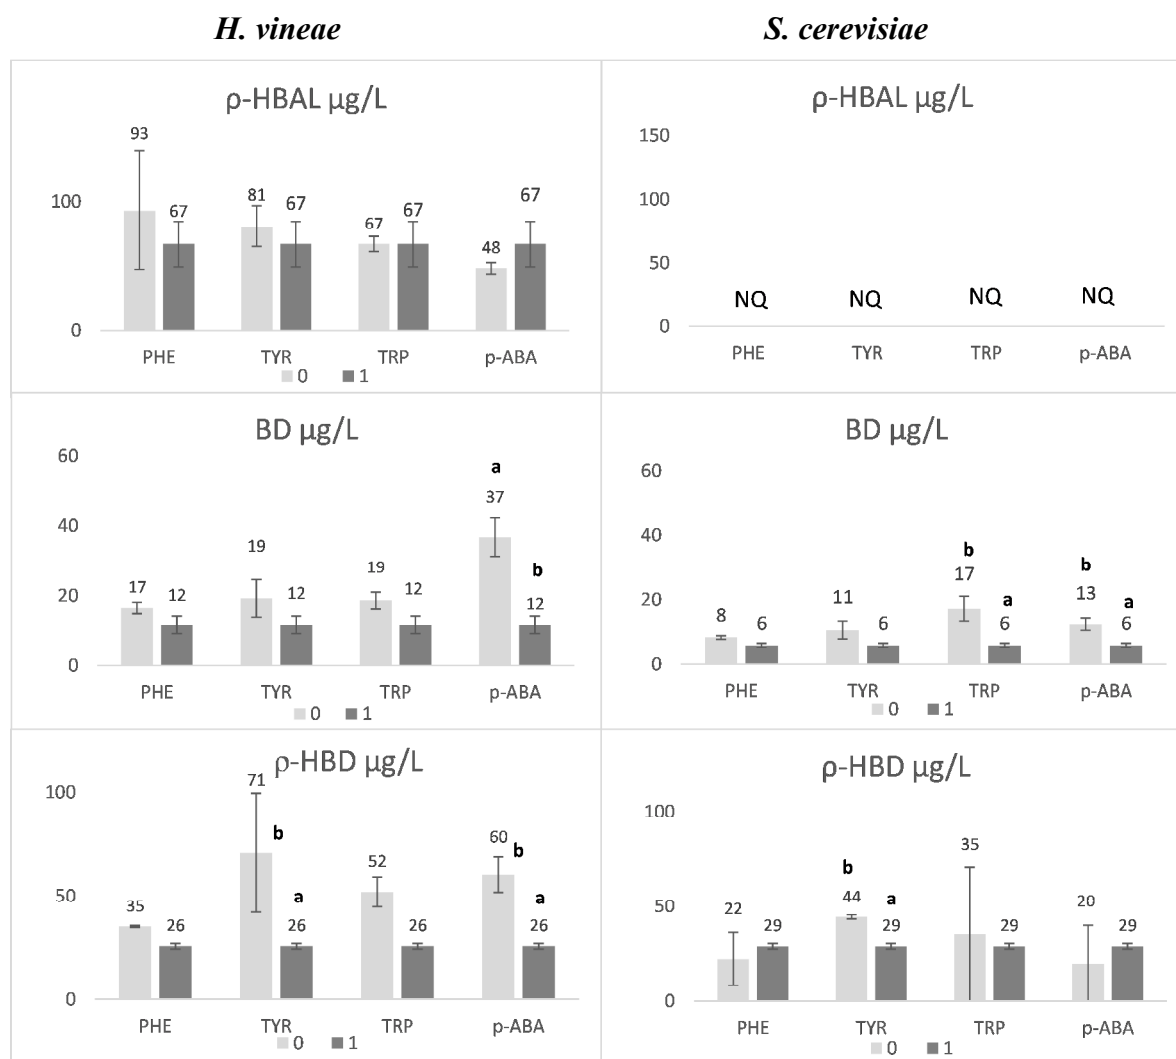 H. vineae
S. cerevisiae
ρ-HBAL µg/L
93
67
81
67
67
67
48
67
100
0
PHE
TYR
TRP
p-ABA
0
1
ρ-HBAL µg/L
150
100
50
0
NQ
NQ
NQ
NQ
PHE
TYR
TRP
p-ABA
BD µg/L
60
40
20
0
17
12
19
12
19
12
a
37
b
12
PHE
TYR
TRP
p-ABA
0
1
BD µg/L
60
40
20
0
8
6
11
6
b
17
a
6
b
13
a
6
PHE
TYR
TRP
p-ABA
0
1
ρ-HBD µg/L
100
50
0
35
26
71
b
a
26
52
26
60
b
a
26
PHE
TYR
TRP
p-ABA
0
1
ρ-HBD µg/L
100
50
0
22
29
b
44
a
29
35
29
20
29
PHE
TYR
TRP
p-ABA
0
1